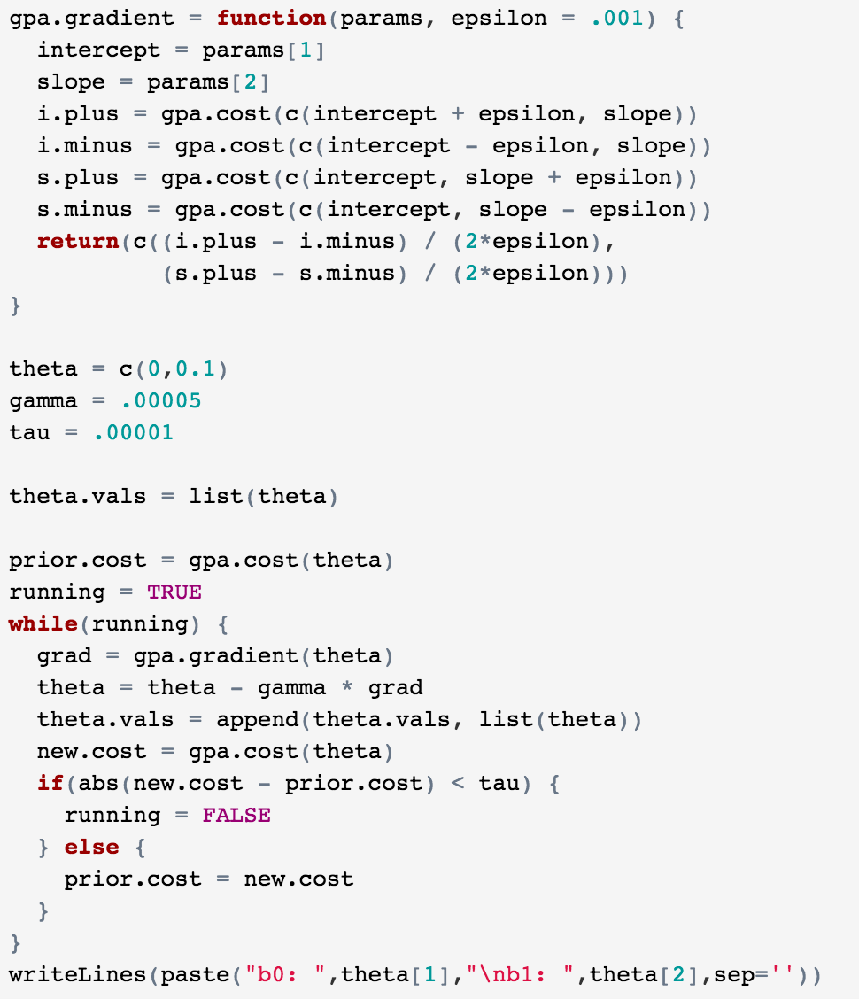 gpa.gradient = function(params, epsilon = .001) {
  intercept = params[1]
  slope = params[2]
  i.plus = gpa.cost(c(intercept + epsilon, slope))
  i.minus = gpa.cost(c(intercept - epsilon, slope))
  s.plus = gpa.cost(c(intercept, slope + epsilon))
  s.minus = gpa.cost(c(intercept, slope - epsilon))
  return(c((i.plus - i.minus) / (2*epsilon),
           (s.plus - s.minus) / (2*epsilon)))
}

theta = c(0,0.1)
gamma = .00005
tau = .00001

theta.vals = list(theta)

prior.cost = gpa.cost(theta)
running = TRUE
while(running) {
  grad = gpa.gradient(theta)
  theta = theta - gamma * grad
  theta.vals = append(theta.vals, list(theta))
  new.cost = gpa.cost(theta)
  if(abs(new.cost - prior.cost) < tau) {
    running = FALSE
  } else {
    prior.cost = new.cost
  }
}
writeLines(paste("b0: ",theta[1],"\nb1: ",theta[2],sep=''))